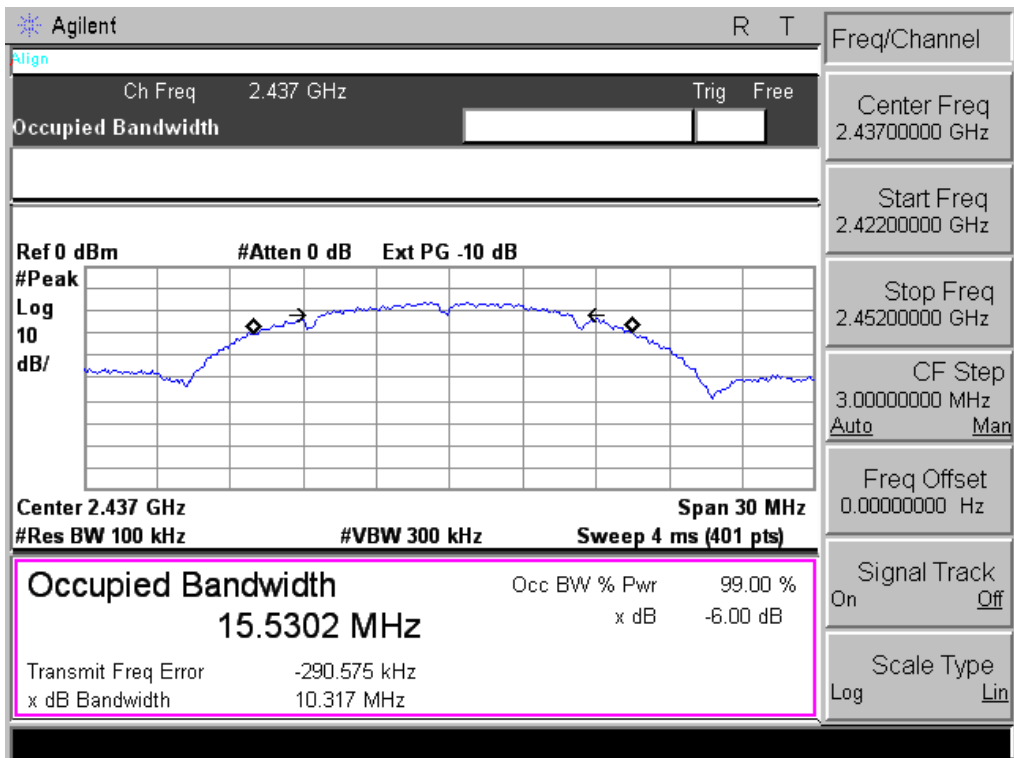 Agilent R T
Align
Ch Freq 2.437 GHz Trig Free
Occupied Bandwidth
Ref 0 dBm #Atten 0 dB Ext PG -10 dB
#Peak
Log
10
dB/
Center 2.437 GHz Span 30 MHz
#Res BW 100 kHz #VBW 300 kHz Sweep 4 ms (401 pts)
Occupied Bandwidth Occ BW % Pwr 99.00 %
15.5302 MHz x dB -6.00 dB
Transmit Freq Error -290.575 kHz
x dB Bandwidth 10.317 MHz
Freq/Channel
Center Freq
2.43700000 GHz
Start Freq
2.42200000 GHz
Stop Freq
2.45200000 GHz
CF Step
3.00000000 MHz
Auto Man
Freq Offset
0.00000000 Hz
Signal Track
On Off
Scale Type
Log Lin